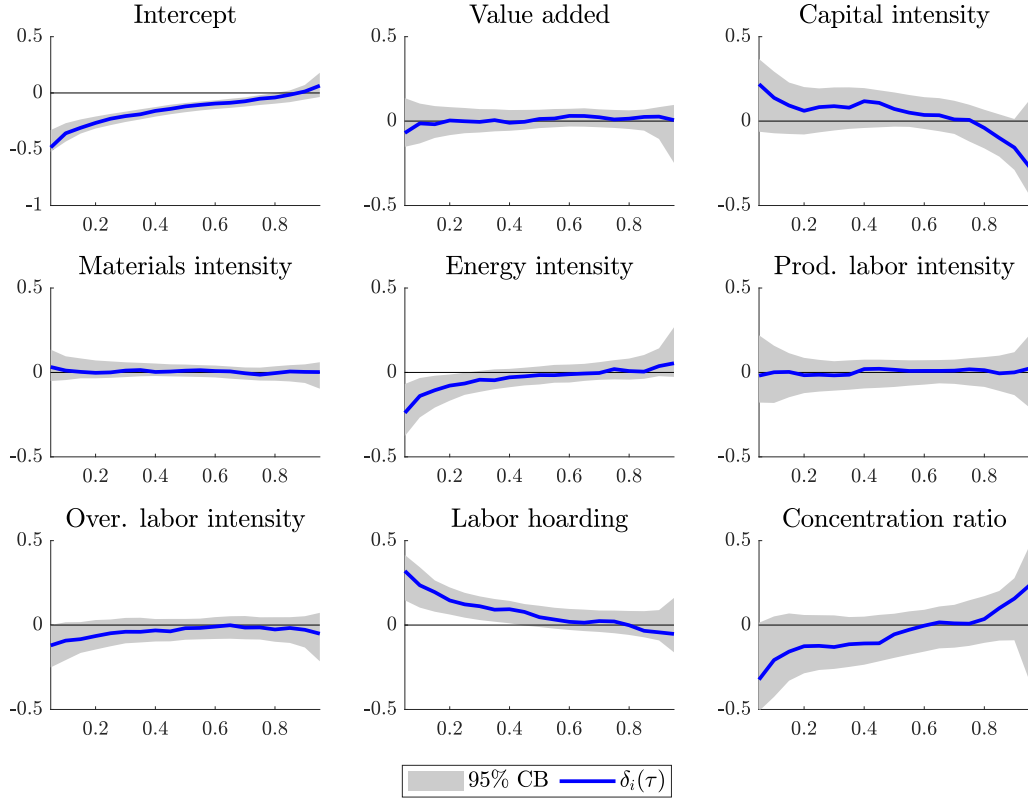 Intercept
Value added
Capital intensity
0.5
0
-0.5
-1
0.2 0.4 0.6 0.8
0.5
0
-0.5
0.2 0.4 0.6 0.8
0.5
0
-0.5
0.2 0.4 0.6 0.8
Materials intensity
Energy intensity
Prod. labor intensity
0.5
0
-0.5
0.2 0.4 0.6 0.8
0.5
0
-0.5
0.2 0.4 0.6 0.8
0.5
0
-0.5
0.2 0.4 0.6 0.8
Over. labor intensity
Labor hoarding
Concentration ratio
0.5
0
-0.5
0.2 0.4 0.6 0.8
0.5
0
-0.5
0.2 0.4 0.6 0.8
0.5
0
-0.5
0.2 0.4 0.6 0.8
95% CB δi(τ)